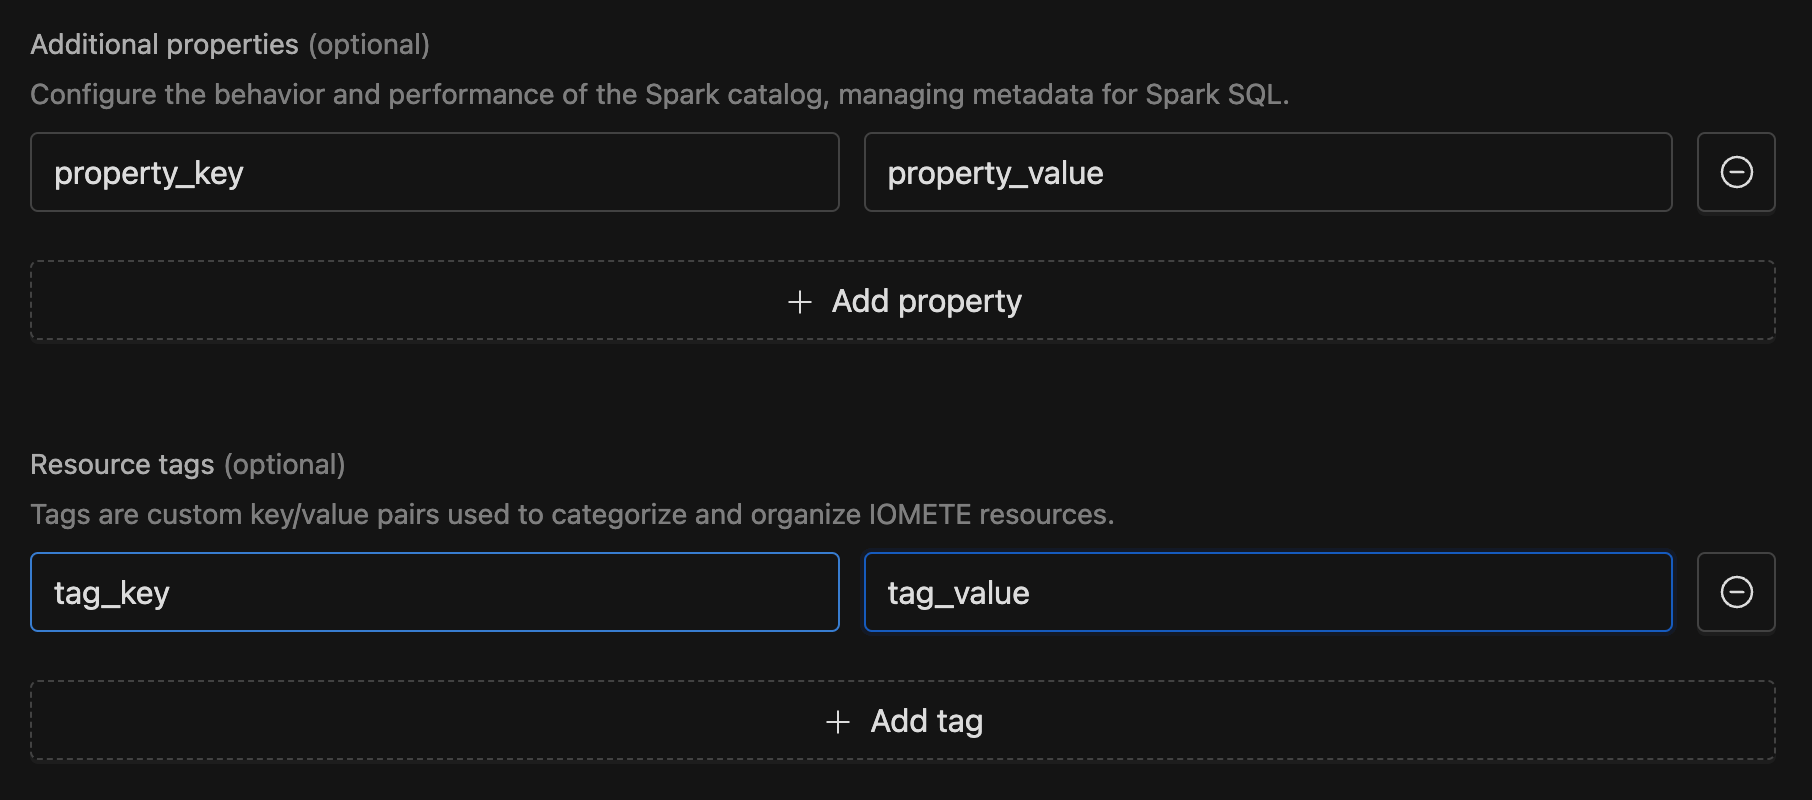 Additional properties (optional)
Configure the behavior and performance of the Spark catalog, managing metadata for Spark SQL.
property_key property_value
+ Add property
Resource tags (optional)
Tags are custom key/value pairs used to categorize and organize IOMETE resources.
tag_key tag_value
+ Add tag